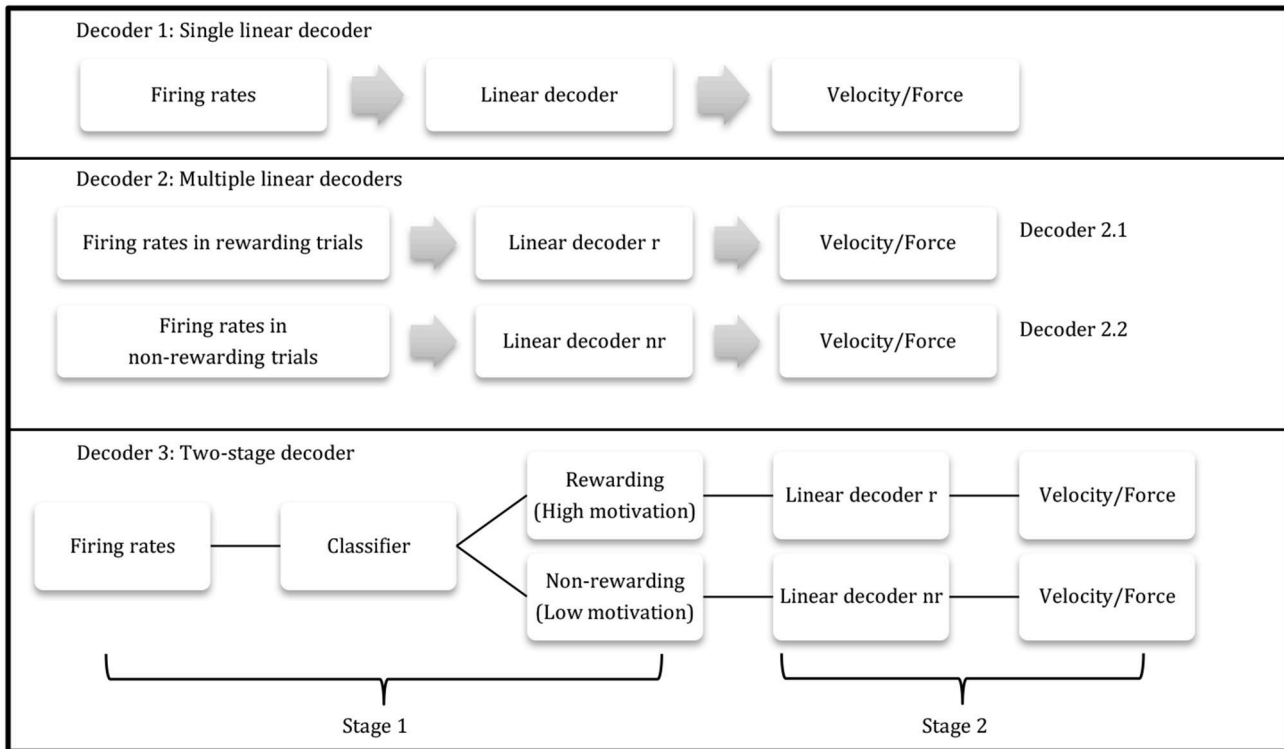 Decoder 1: Single linear decoder
Firing rates
Linear decoder
Velocity/Force
Decoder 2: Multiple linear decoders
Firing rates in rewarding trials
Linear decoder r
Velocity/Force
Decoder 2.1
Firing rates in
non-rewarding trials
Linear decoder nr
Velocity/Force
Decoder 2.2
Decoder 3: Two-stage decoder
Firing rates
Classifier
Rewarding
(High motivation)
Linear decoder r
Velocity/Force
Non-rewarding
(Low motivation)
Linear decoder nr
Velocity/Force
Stage 1
Stage 2